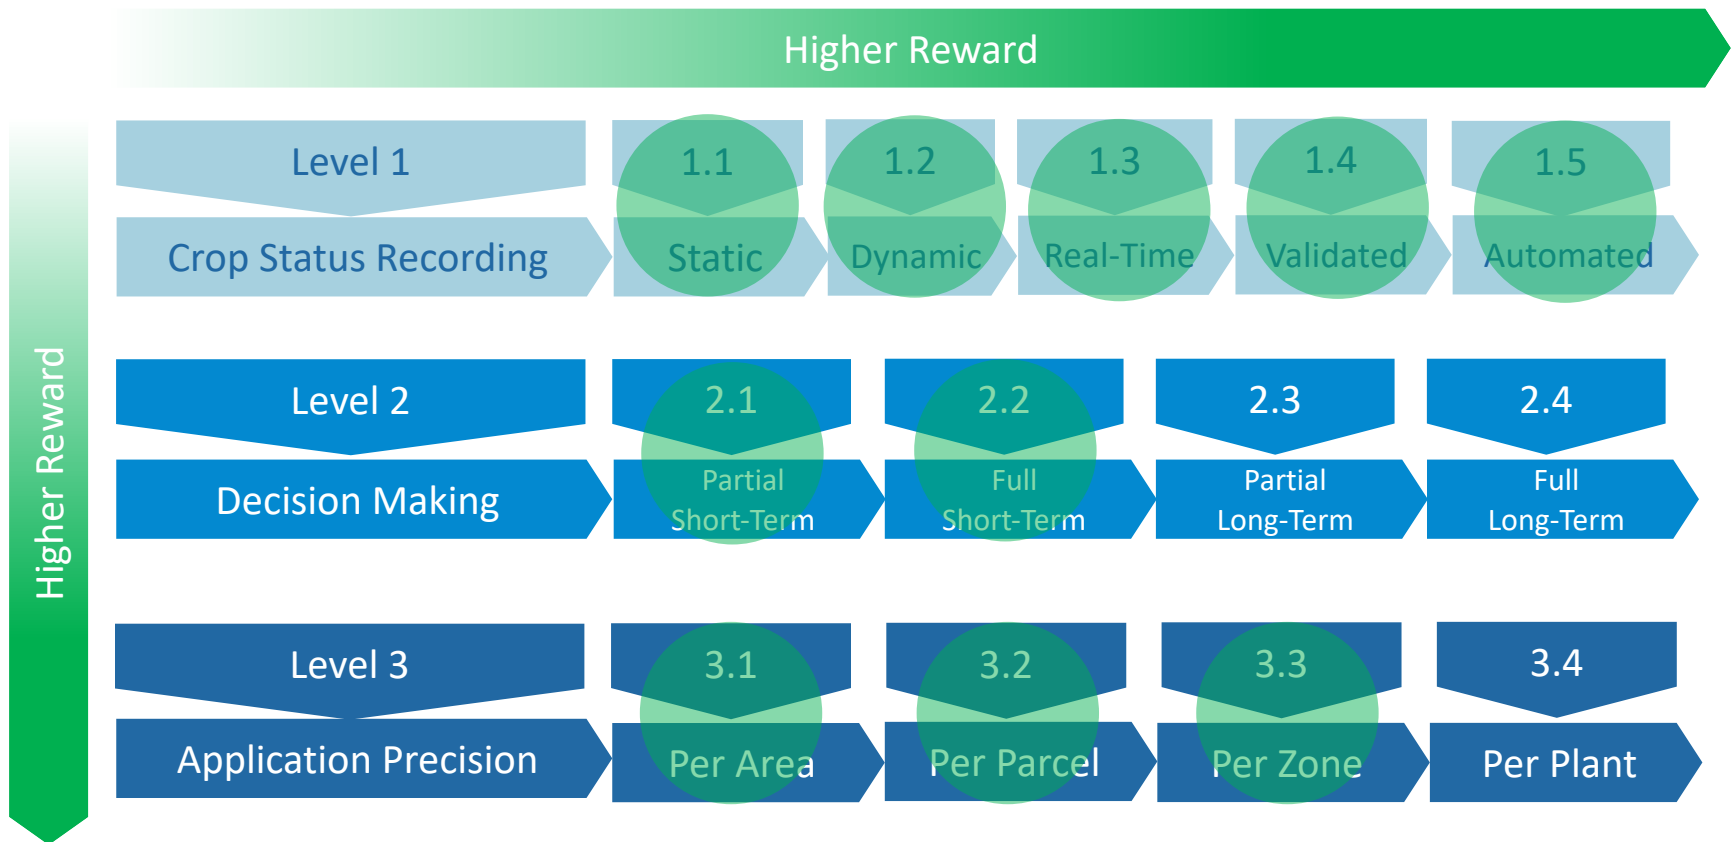 Higher Reward
Higher Reward
Level 1
1.1
1.2
1.3
1.4
1.5
Crop Status Recording
Static
Dynamic
Real-Time
Validated
Automated
Level 2
2.1
2.2
2.3
2.4
Decision Making
Partial
Short-Term
Full
Short-Term
Partial
Long-Term
Full
Long-Term
Level 3
3.1
3.2
3.3
3.4
Application Precision
Per Area
Per Parcel
Per Zone
Per Plant